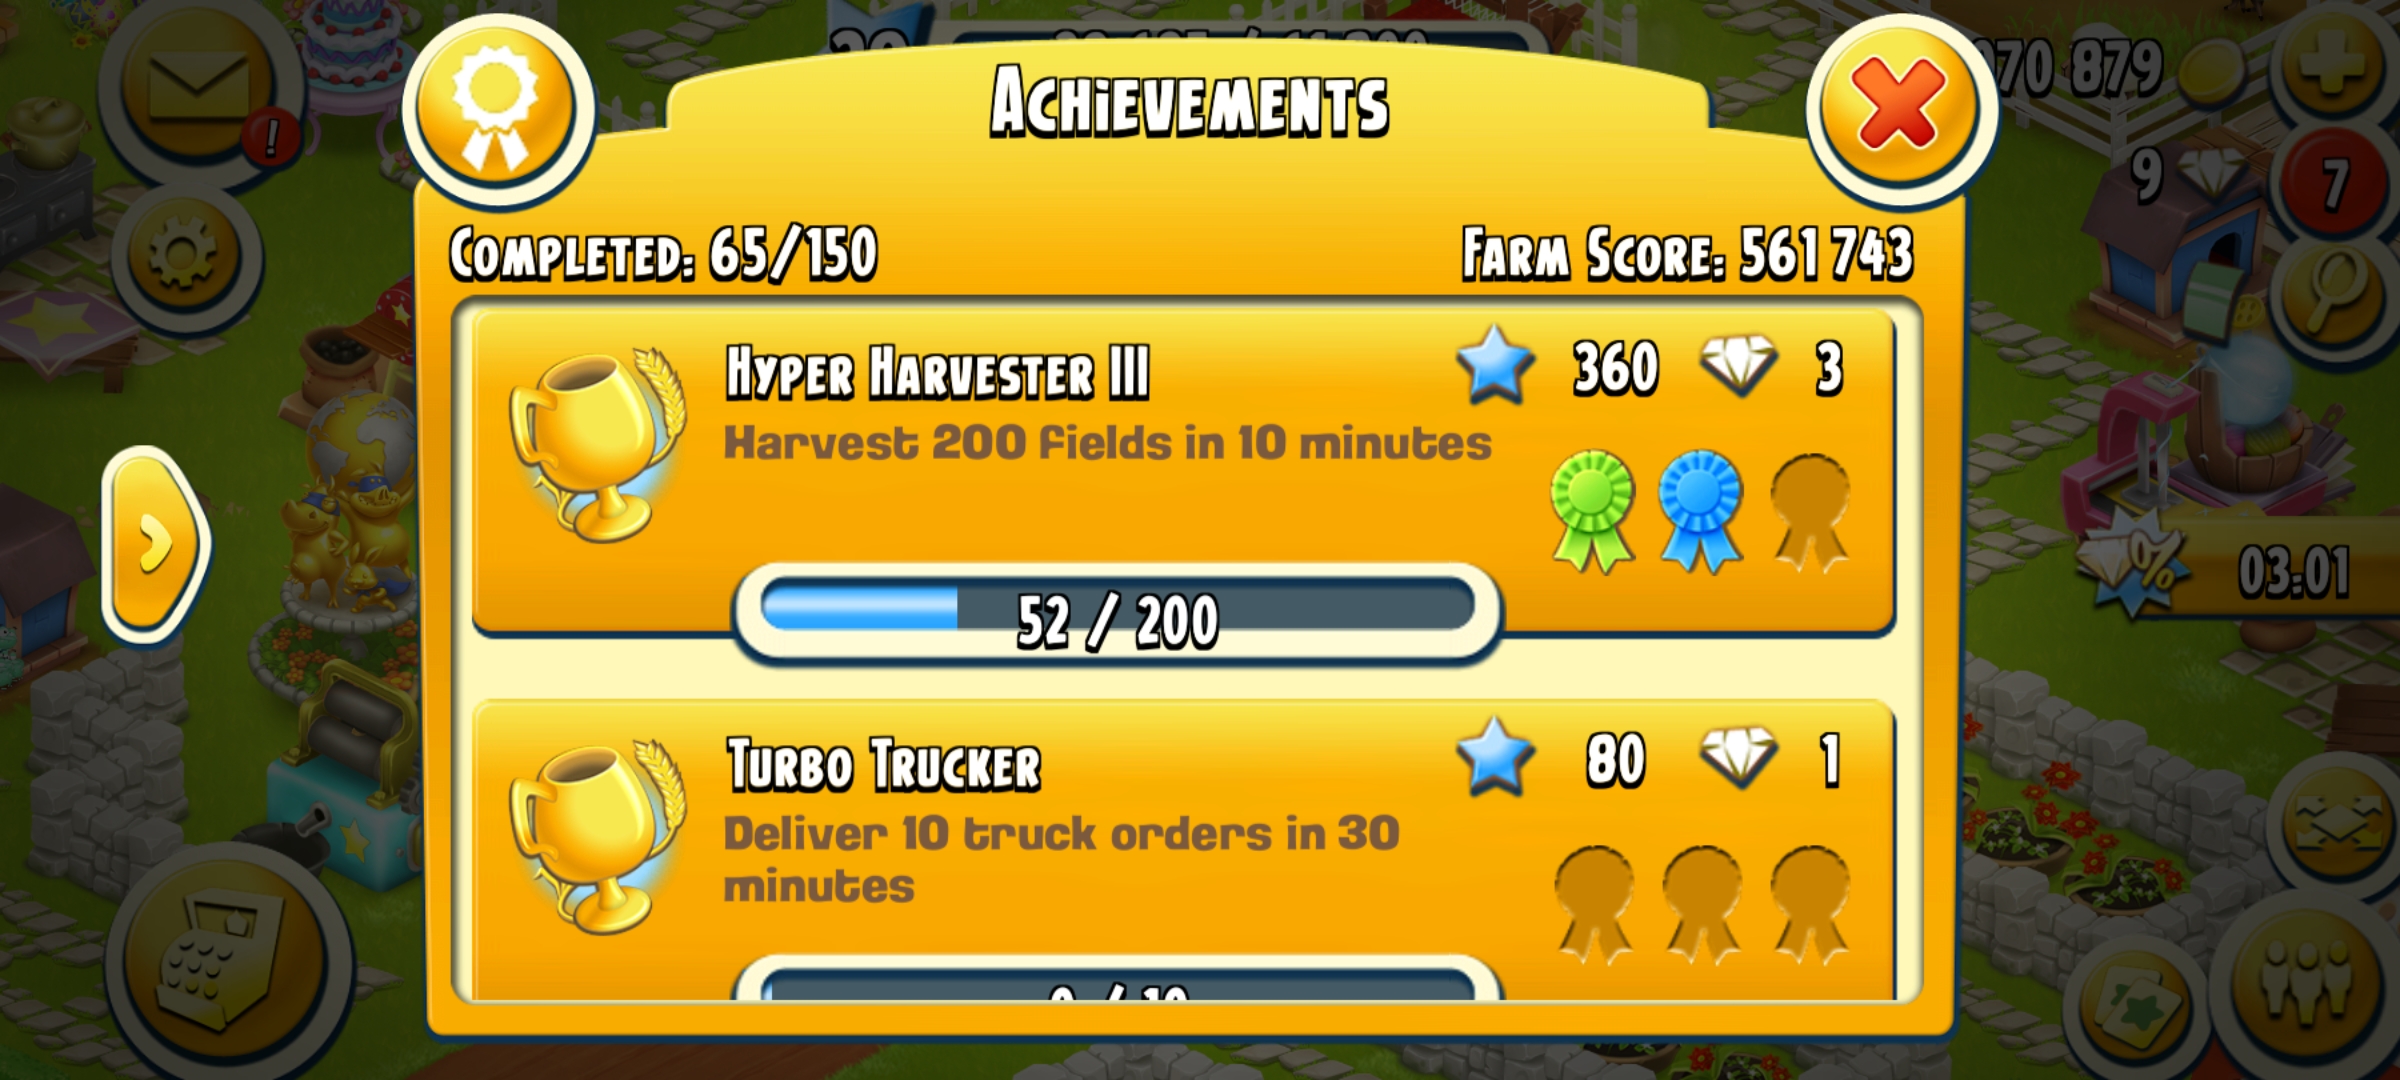 ACHiEVEMENTS
70 879
9
7
COMPLETED: 65/150
FARM SCORE: 561 743
HYPER HARVESTER III
360
3
Harvest 200 fields in 10 minutes
52 / 200
03:01
TURBO TRUCKER
80
1
Deliver 10 truck orders in 30
minutes